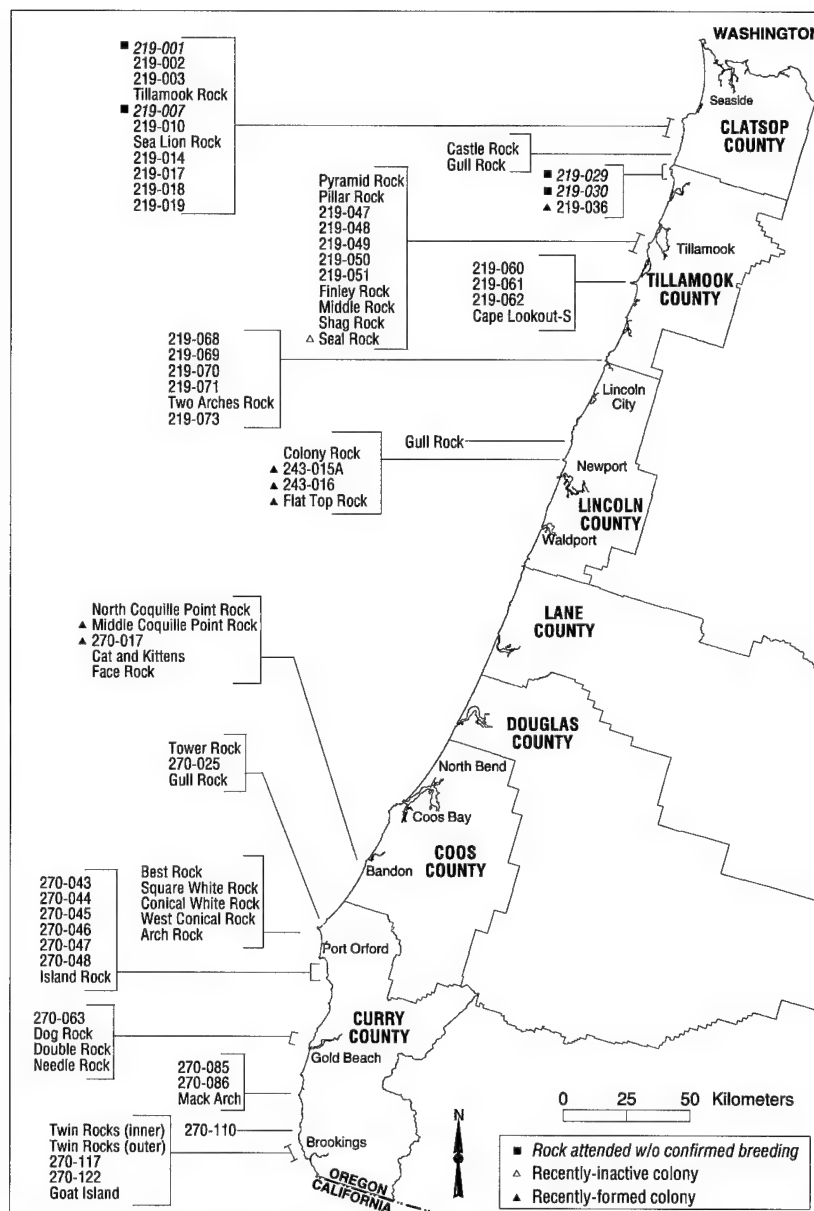 WASHINGTON
■ 219-001
219-002
219-003
Tillamook Rock
■ 219-007
219-010
Sea Lion Rock
219-014
219-017
219-018
219-019
Seaside
CLATSOP
COUNTY
Castle Rock
Gull Rock
■ 219-029
■ 219-030
▲ 219-036
Pyramid Rock
Pillar Rock
219-047
219-048
219-049
219-050
219-051
Finley Rock
Middle Rock
Shag Rock
△ Seal Rock
Tillamook
TILLAMOOK
COUNTY
219-060
219-061
219-062
Cape Lookout-S
219-068
219-069
219-070
219-071
Two Arches Rock
219-073
Lincoln
City
Gull Rock
Colony Rock
▲ 243-015A
▲ 243-016
▲ Flat Top Rock
Newport
LINCOLN
COUNTY
Waldport
North Coquille Point Rock
▲ Middle Coquille Point Rock
▲ 270-017
Cat and Kittens
Face Rock
LANE
COUNTY
DOUGLAS
COUNTY
Tower Rock
270-025
Gull Rock
North Bend
Coos Bay
COOS
COUNTY
Bandon
Best Rock
Square White Rock
Conical White Rock
West Conical Rock
Arch Rock
270-043
270-044
270-045
270-046
270-047
270-048
Island Rock
Port Orford
CURRY
COUNTY
270-063
Dog Rock
Double Rock
Needle Rock
Gold Beach
270-085
270-086
Mack Arch
270-110
Twin Rocks (inner)
Twin Rocks (outer)
270-117
270-122
Goat Island
Brookings
OREGON
CALIFORNIA
N
0 25 50 Kilometers
■ Rock attended w/o confirmed breeding
△ Recently-inactive colony
▲ Recently-formed colony